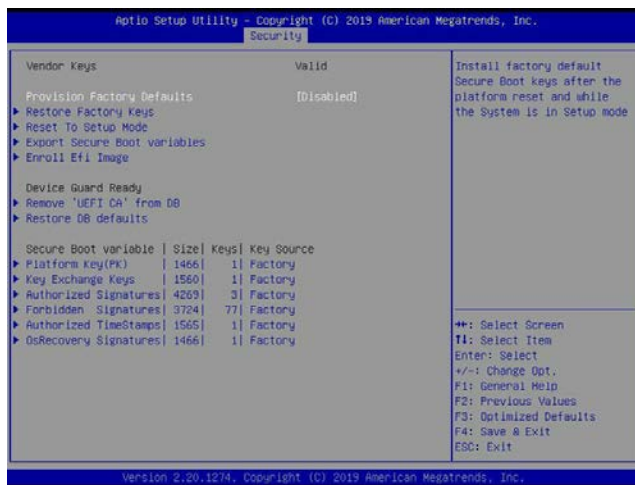 Aptio Setup Utility - Copyright (C) 2019 American Megatrends, Inc.
Security
Vendor Keys Valid
Provision Factory Defaults [Disabled]
Restore Factory Keys
Reset To Setup Mode
Export Secure Boot variables
Enroll Efi Image
Device Guard Ready
Remove 'UEFI CA' from DB
Restore DB defaults
Secure Boot variable | Size| Keys| Key Source
Platform Key(PK) | 1466| 1| Factory
Key Exchange Keys | 1560| 1| Factory
Authorized Signatures| 4269| 3| Factory
Forbidden Signatures| 3724| 77| Factory
Authorized TimeStamps| 1565| 1| Factory
OsRecovery Signatures| 1466| 1| Factory
Install factory default
Secure Boot keys after the
platform reset and while
the System is in Setup mode
→←: Select Screen
↑↓: Select Item
Enter: Select
+/-: Change Opt.
F1: General Help
F2: Previous Values
F3: Optimized Defaults
F4: Save & Exit
ESC: Exit
Version 2.20.1274. Copyright (C) 2019 American Megatrends, Inc.